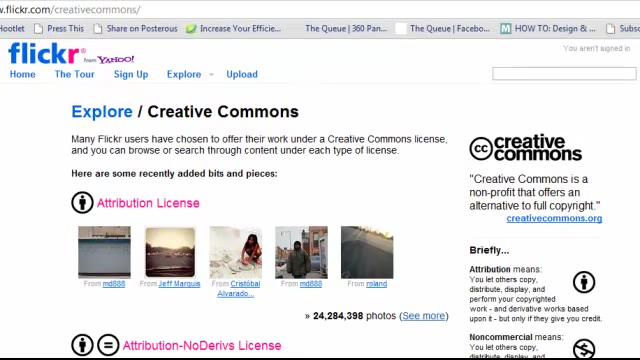 w.flickr.com/creativecommons/
Hootlet Press This Share on Posterous Increase Your Efficie... The Queue | 360 Pan... The Queue | Faceboo... HOW TO: Design & ... Subsc
flickr from YAHOO!
You aren't signed in
Home The Tour Sign Up Explore Upload
Explore / Creative Commons
Many Flickr users have chosen to offer their work under a Creative Commons license,
and you can browse or search through content under each type of license.
Here are some recently added bits and pieces:
Attribution License
From md888
From Jeff Marquis
From Cristóbal
Alvarado...
From md888
From roland
» 24,284,398 photos (See more)
Attribution-NoDerivs License
cc creative
commons
"Creative Commons is a
non-profit that offers an
alternative to full copyright."
creativecommons.org
Briefly...
Attribution means:
You let others copy,
distribute, display, and
perform your copyrighted
work - and derivative works based
upon it - but only if they give you credit.
Noncommercial means:
You let others copy,
distribute, display, and